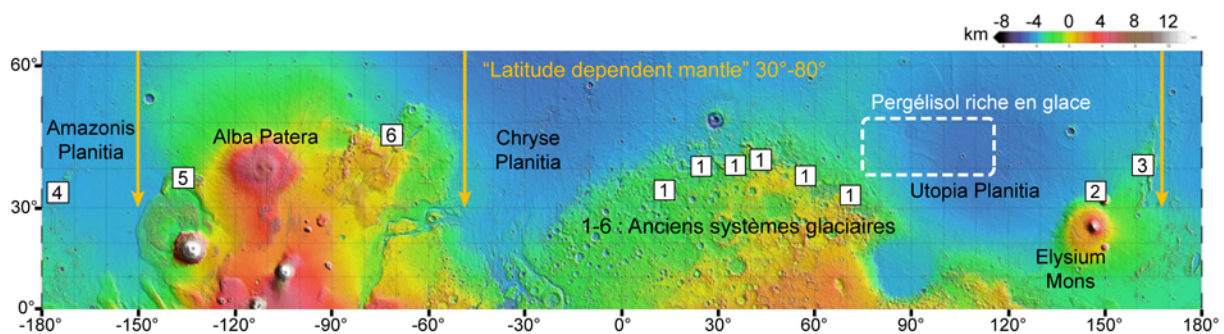 -8 -4 0 4 8 12
km
60°
30°
0°
"Latitude dependent mantle" 30°-80°
Pergélisol riche en glace
Amazonis
Planitia
Alba Patera
6
Chryse
Planitia
1 1 1 1 1 1
4
5
3
2
Utopia Planitia
1-6 : Anciens systèmes glaciaires
Elysium
Mons
-180 -150° -120° -90° -60° -30° 0° 30° 60° 90° 120° 150° 180°